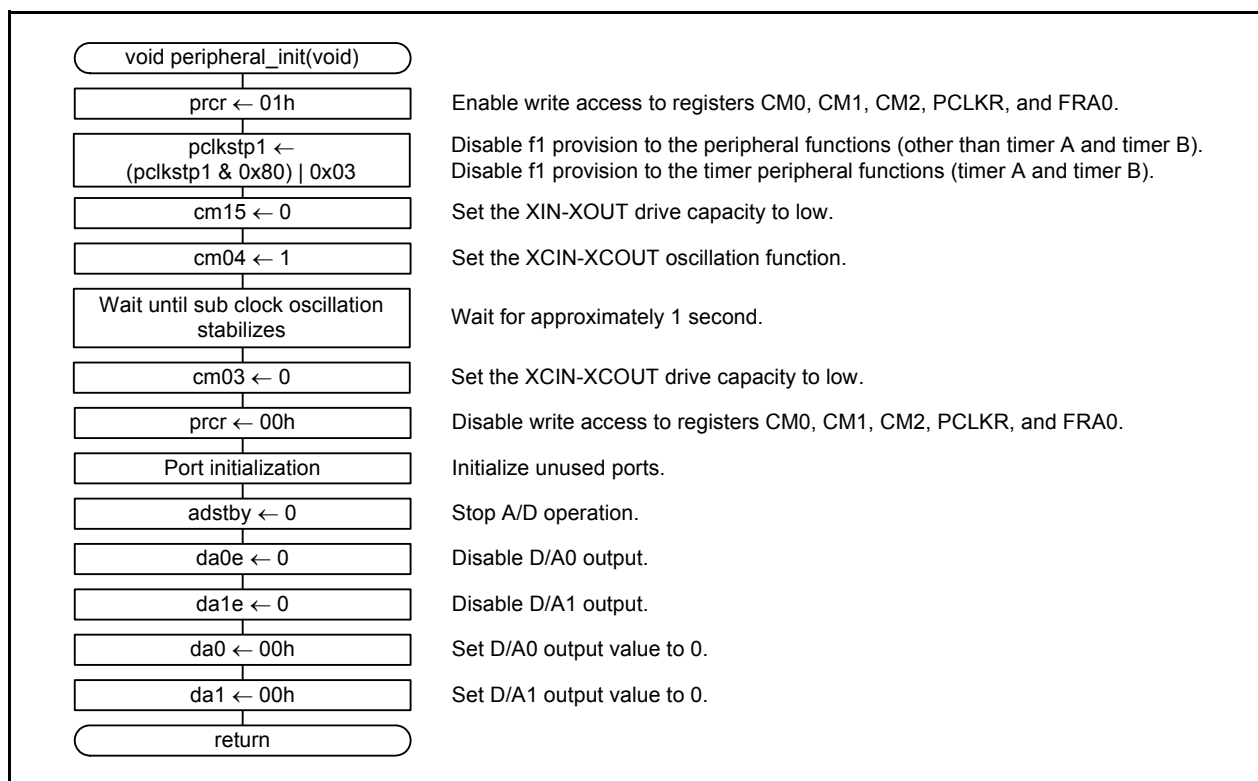 void peripheral_init(void)
prcr ← 01h
Enable write access to registers CM0, CM1, CM2, PCLKR, and FRA0.
pclkstp1 ←
(pclkstp1 & 0x80) | 0x03
Disable f1 provision to the peripheral functions (other than timer A and timer B).
Disable f1 provision to the timer peripheral functions (timer A and timer B).
cm15 ← 0
Set the XIN-XOUT drive capacity to low.
cm04 ← 1
Set the XCIN-XCOUT oscillation function.
Wait until sub clock oscillation
stabilizes
Wait for approximately 1 second.
cm03 ← 0
Set the XCIN-XCOUT drive capacity to low.
prcr ← 00h
Disable write access to registers CM0, CM1, CM2, PCLKR, and FRA0.
Port initialization
Initialize unused ports.
adstby ← 0
Stop A/D operation.
da0e ← 0
Disable D/A0 output.
da1e ← 0
Disable D/A1 output.
da0 ← 00h
Set D/A0 output value to 0.
da1 ← 00h
Set D/A1 output value to 0.
return